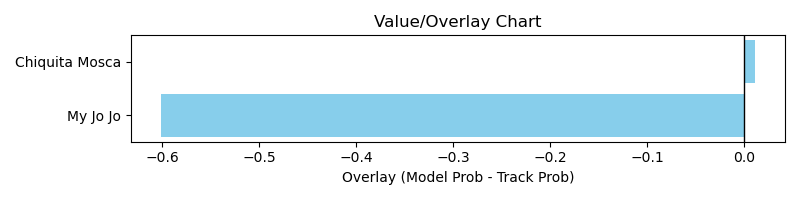 Value/Overlay Chart
Chiquita Mosca
My Jo Jo
−0.6 −0.5 −0.4 −0.3 −0.2 −0.1 0.0
Overlay (Model Prob - Track Prob)